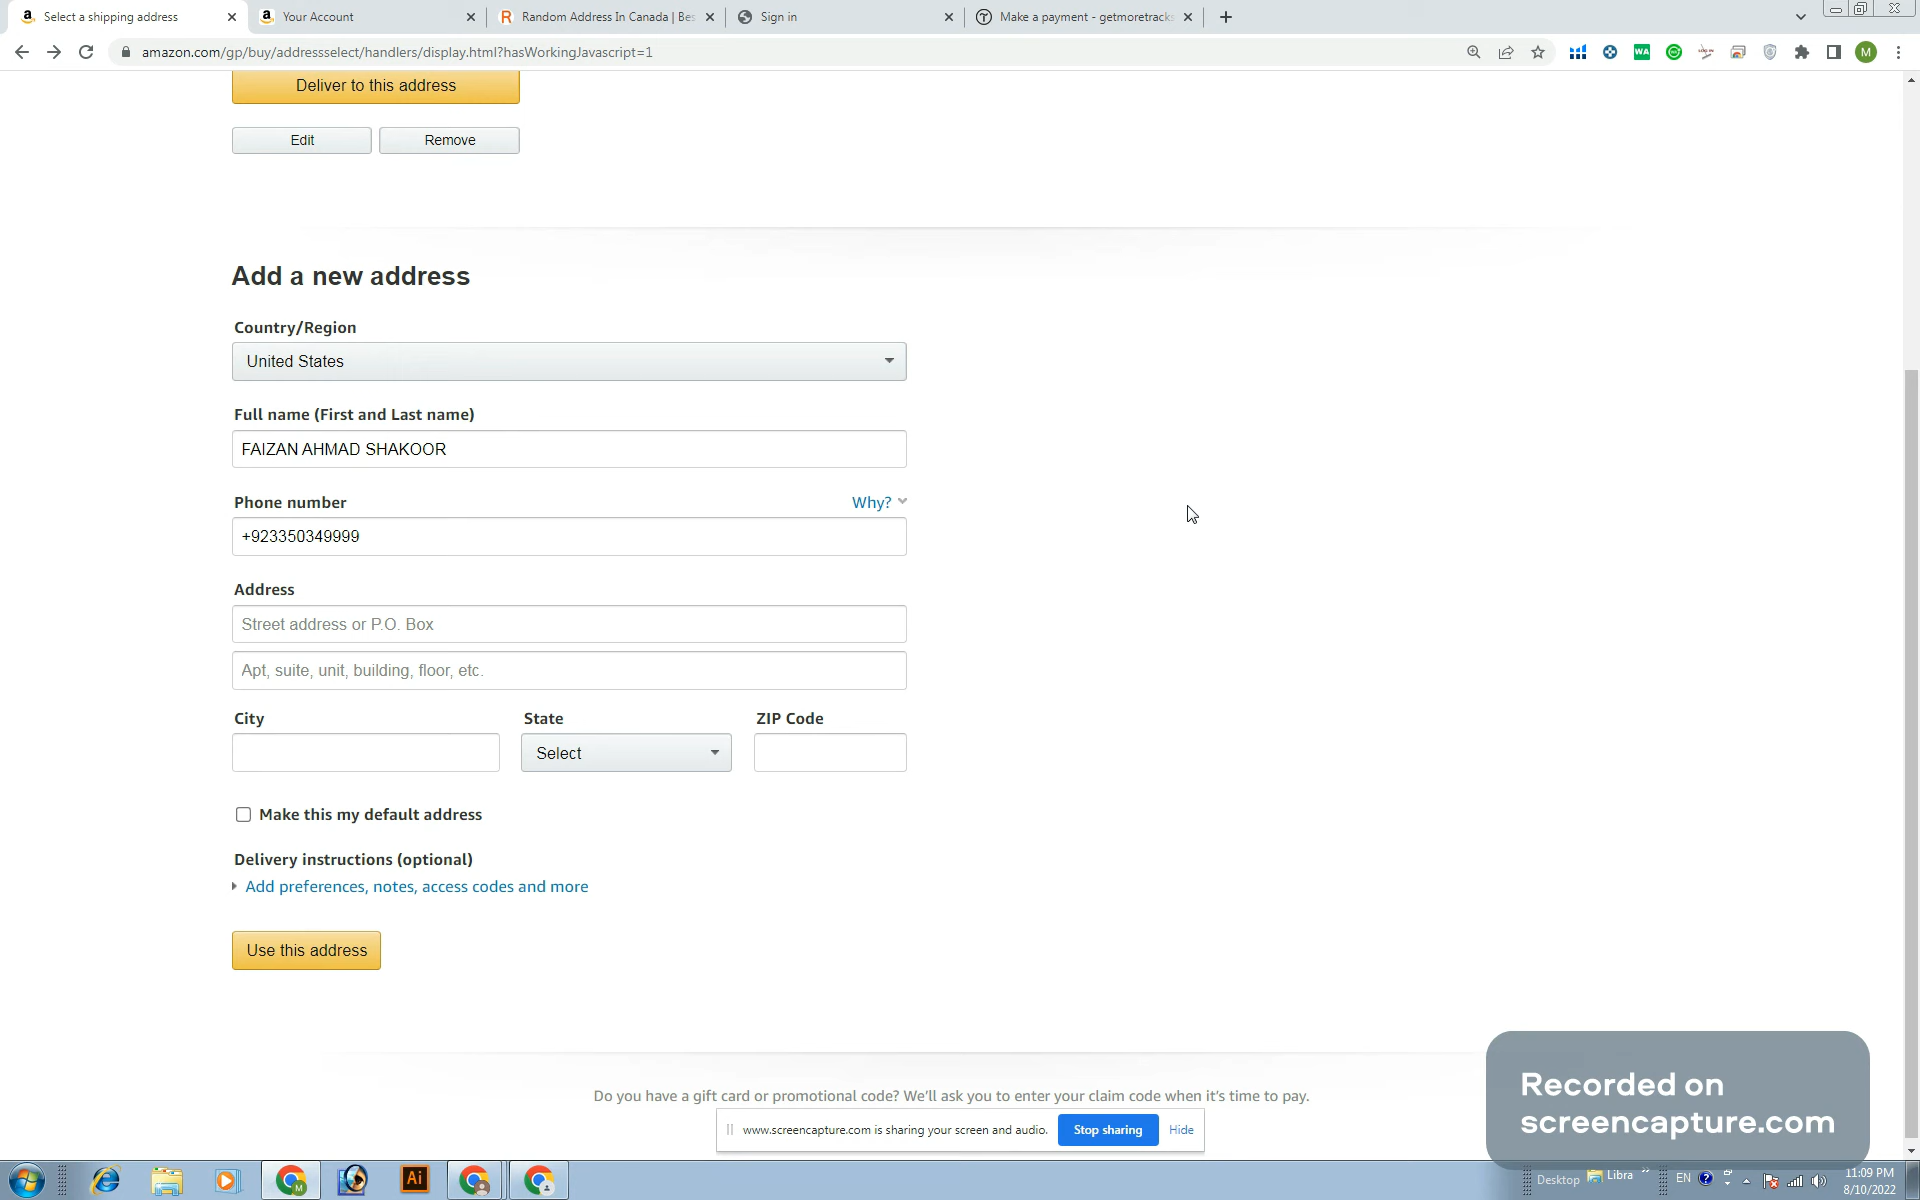 Select a shipping address
Your Account
Random Address In Canada | Bes
Sign in
Make a payment - getmoretracks
amazon.com/gp/buy/addressselect/handlers/display.html?hasWorkingJavascript=1
WA
M
Deliver to this address
Edit
Remove
Add a new address
Country/Region
United States
Full name (First and Last name)
FAIZAN AHMAD SHAKOOR
Phone number
Why?
+923350349999
Address
Street address or P.O. Box
Apt, suite, unit, building, floor, etc.
City
State
ZIP Code
Select
Make this my default address
Delivery instructions (optional)
Add preferences, notes, access codes and more
Use this address
Do you have a gift card or promotional code? We'll ask you to enter your claim code when it's time to pay.
www.screencapture.com is sharing your screen and audio.
Stop sharing
Hide
Recorded on
screencapture.com
Ai
Desktop
Libra
EN
11:09 PM
8/10/2022